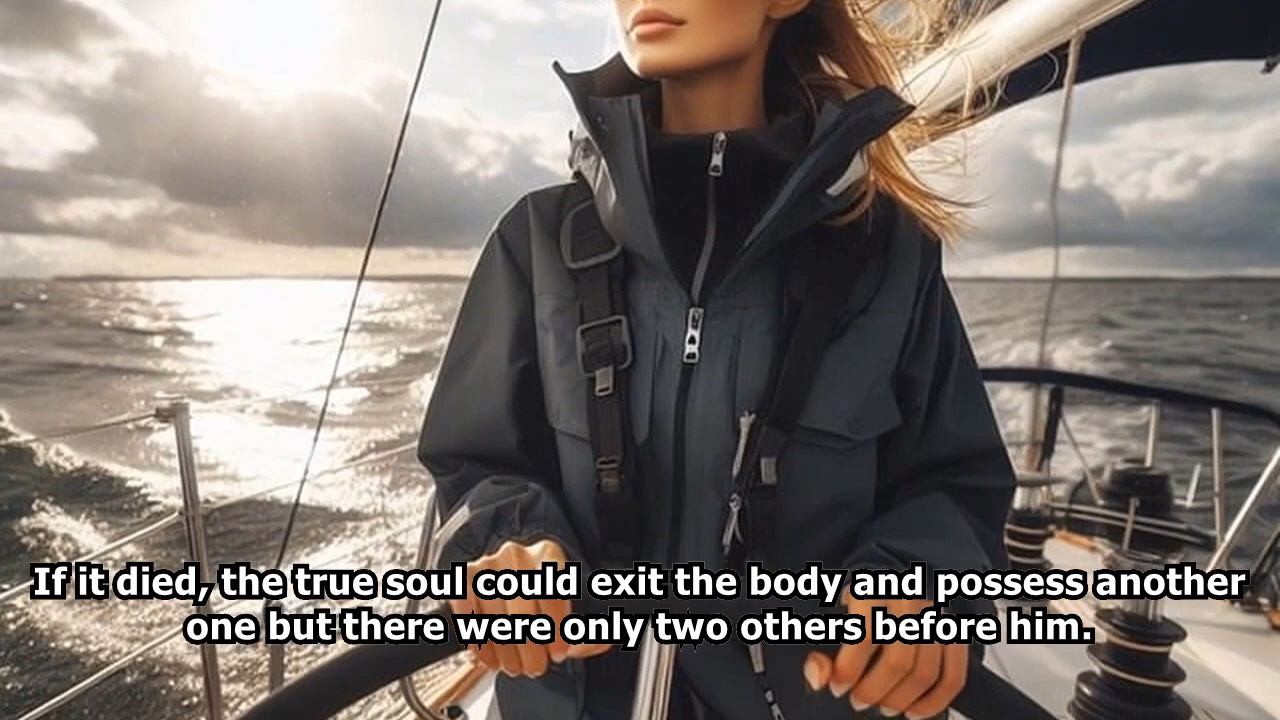 If it died, the true soul could exit the body and possess another
one but there were only two others before him.